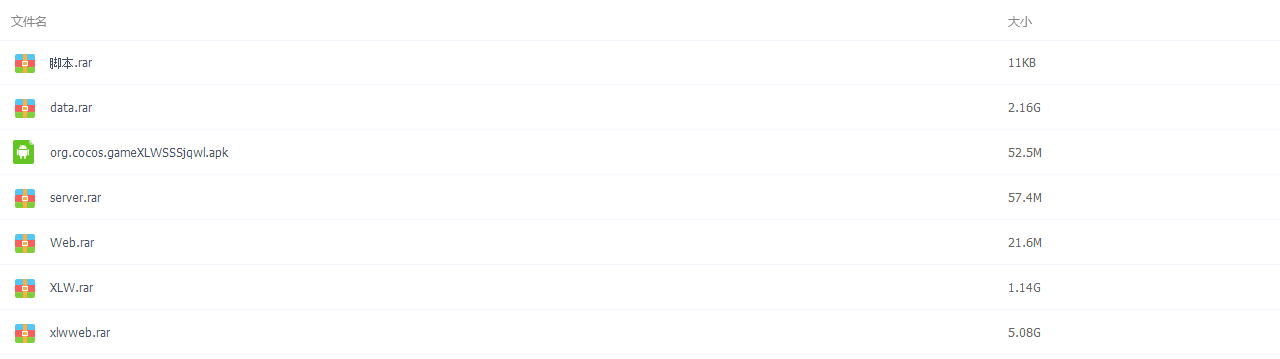 文件名 大小
脚本.rar 11KB
data.rar 2.16G
org.cocos.gameXLWSSSjqwl.apk 52.5M
server.rar 57.4M
Web.rar 21.6M
XLW.rar 1.14G
xlwweb.rar 5.08G